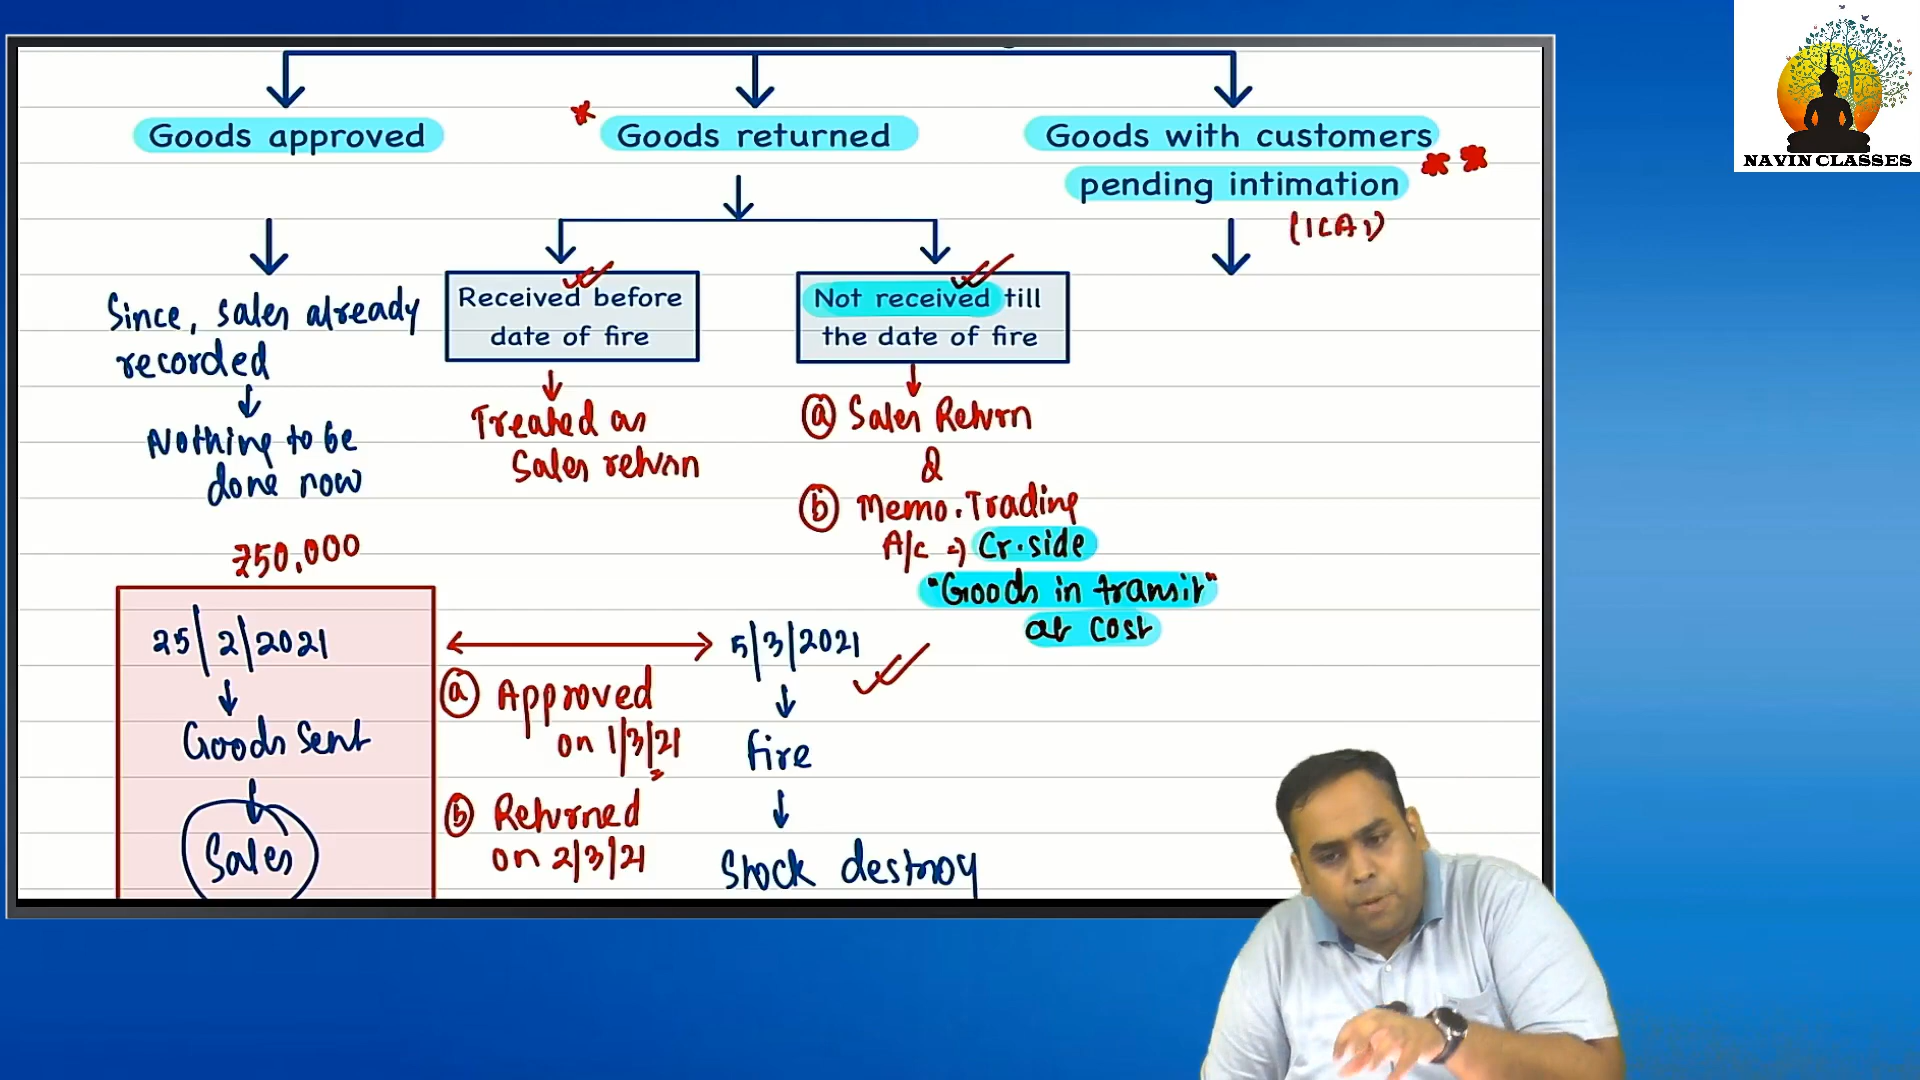 NAVIN CLASSES
Goods approved
Goods returned
Goods with customers
pending intimation
(ICAI)
Since, sales already
recorded
Nothing to be
done now
Received before
date of fire
Treated as
Sales return
Not received till
the date of fire
(a) Sales Return
&
(b) Memo. Trading
A/c => Cr. side
"Goods in transit"
at cost
₹50,000
25/2/2021
Goods Sent
Sales
(a) Approved
on 1/3/21
(b) Returned
on 2/3/21
5/3/2021
Fire
Stock destroy